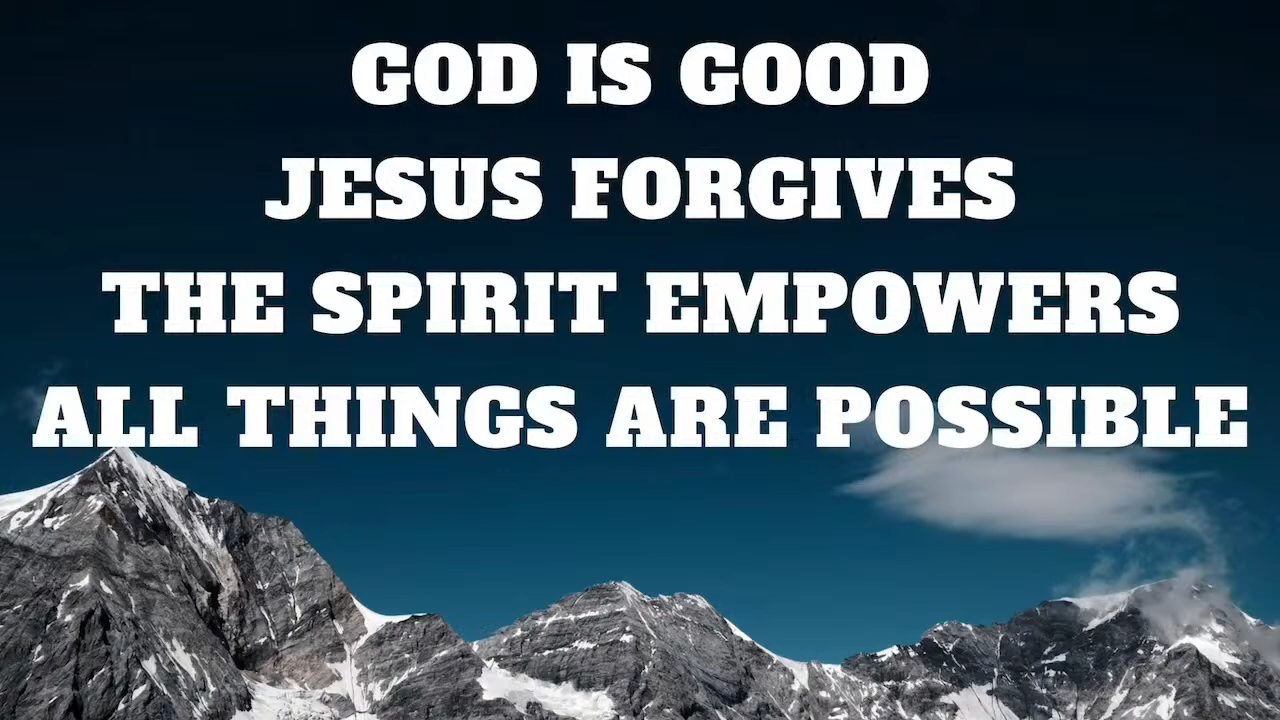 GOD IS GOOD
JESUS FORGIVES
THE SPIRIT EMPOWERS
ALL THINGS ARE POSSIBLE